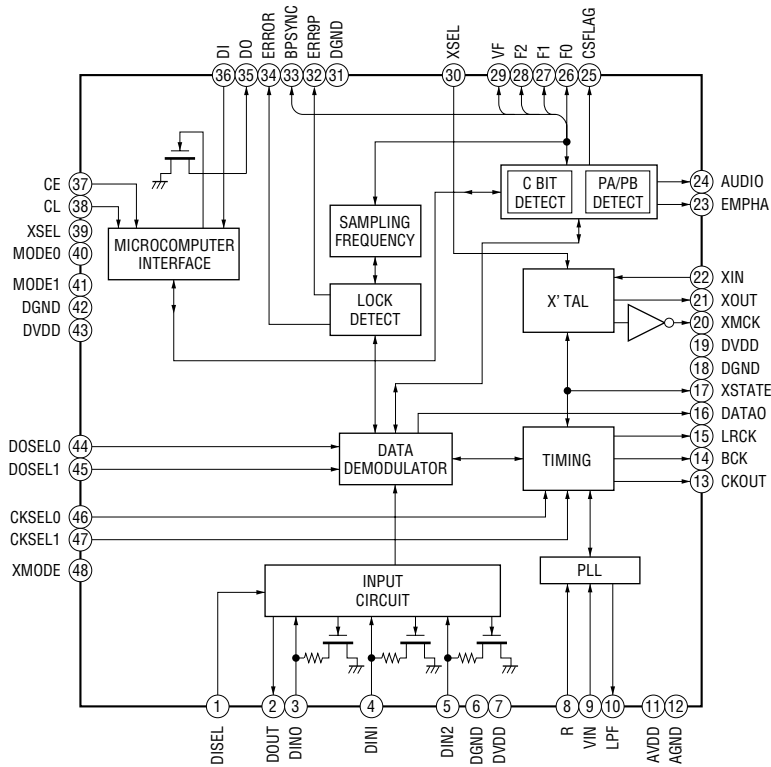 DI
DO
ERROR
BPSYNC
ERR9P
DGND
XSEL
VF
F2
F1
F0
CSFLAG
36
35
34
33
32
31
30
29
28
27
26
25
CE 37
CL 38
XSEL 39
MODE0 40
MODE1 41
DGND 42
DVDD 43
DOSEL0 44
DOSEL1 45
CKSEL0 46
CKSEL1 47
XMODE 48
MICROCOMPUTER
INTERFACE
SAMPLING
FREQUENCY
LOCK
DETECT
C BIT
DETECT
PA/PB
DETECT
X' TAL
DATA
DEMODULATOR
TIMING
INPUT
CIRCUIT
PLL
24 AUDIO
23 EMPHA
22 XIN
21 XOUT
20 XMCK
19 DVDD
18 DGND
17 XSTATE
16 DATAO
15 LRCK
14 BCK
13 CKOUT
1
2
3
4
5
6
7
8
9
10
11
12
DISEL
DOUT
DINO
DINI
DIN2
DGND
DVDD
R
VIN
LPF
AVDD
AGND